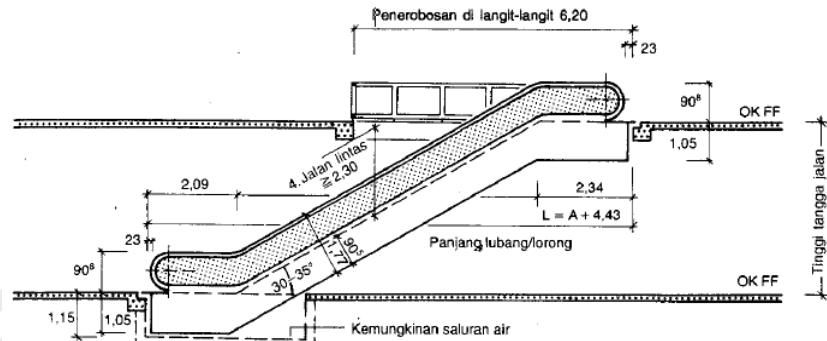 Penerobosan di langit-langit 6,20
23
90⁸
OK FF
1,05
4. Jalan lintas
≧ 2,30
2,09
2,34
L = A + 4,43
Panjang lubang/lorong
Tinggi tangga jalan
23
90⁸
90⁵
1,77
30–35°
OK FF
1,15
1,05
Kemungkinan saluran air